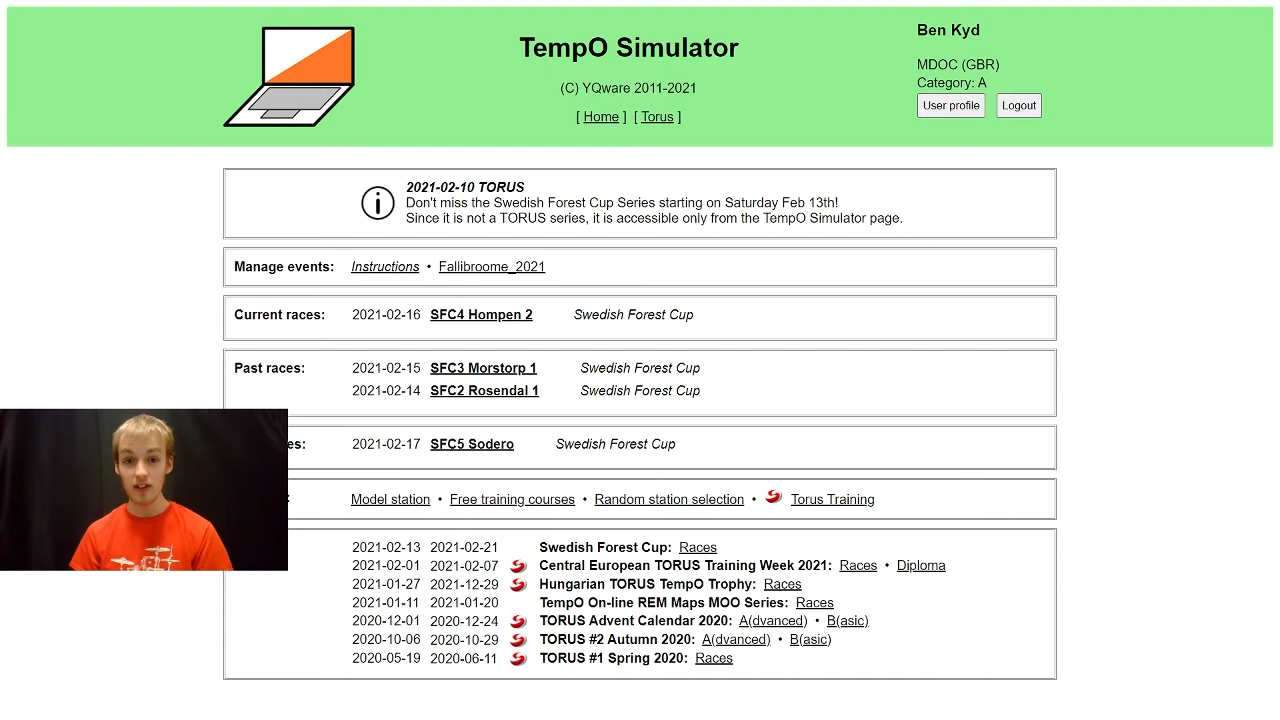 TempO Simulator
(C) YQware 2011-2021
[ Home ] [ Torus ]
Ben Kyd
MDOC (GBR)
Category: A
User profile Logout
2021-02-10 TORUS
Don't miss the Swedish Forest Cup Series starting on Saturday Feb 13th!
Since it is not a TORUS series, it is accessible only from the TempO Simulator page.
Manage events: Instructions • Fallibroome_2021
Current races: 2021-02-16 SFC4 Hompen 2 Swedish Forest Cup
Past races: 2021-02-15 SFC3 Morstorp 1 Swedish Forest Cup
2021-02-14 SFC2 Rosendal 1 Swedish Forest Cup
es: 2021-02-17 SFC5 Sodero Swedish Forest Cup
: Model station • Free training courses • Random station selection • Torus Training
2021-02-13 2021-02-21 Swedish Forest Cup: Races
2021-02-01 2021-02-07 Central European TORUS Training Week 2021: Races • Diploma
2021-01-27 2021-12-29 Hungarian TORUS TempO Trophy: Races
2021-01-11 2021-01-20 TempO On-line REM Maps MOO Series: Races
2020-12-01 2020-12-24 TORUS Advent Calendar 2020: A(dvanced) • B(asic)
2020-10-06 2020-10-29 TORUS #2 Autumn 2020: A(dvanced) • B(asic)
2020-05-19 2020-06-11 TORUS #1 Spring 2020: Races